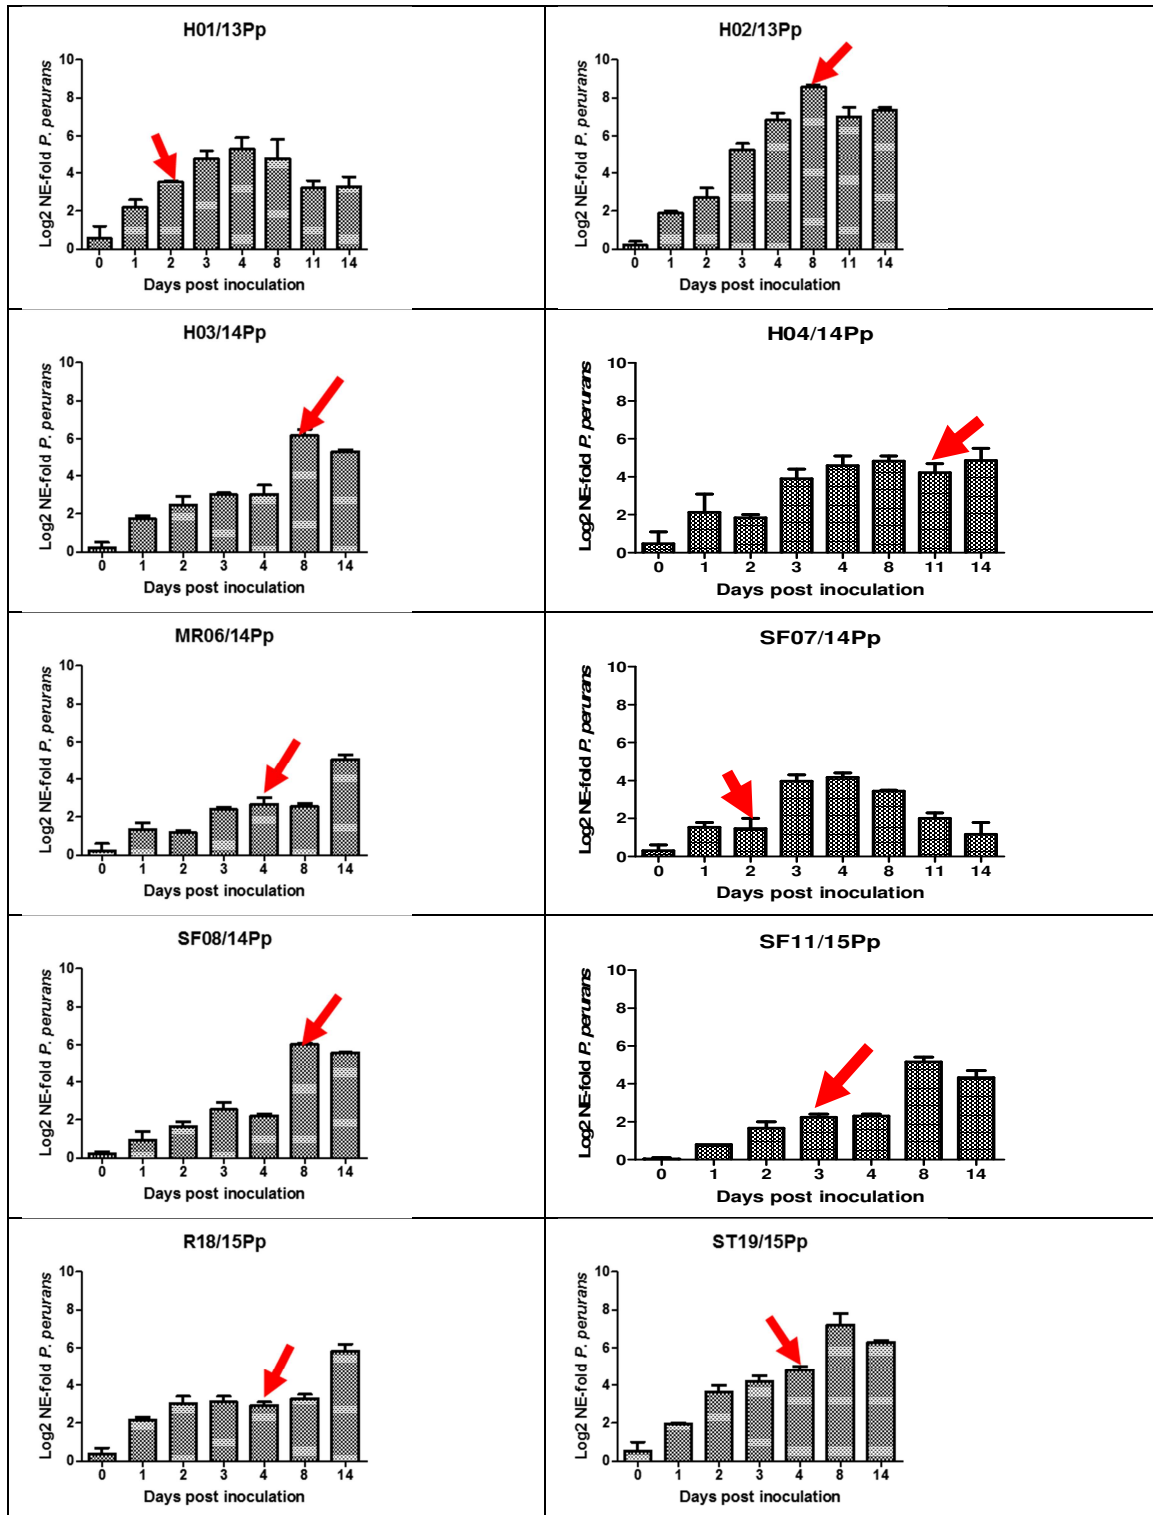 H01/13Pp
Log2 NE-fold P. perurans
10
8
6
4
2
0
0 1 2 3 4 8 11 14
Days post inoculation
H02/13Pp
Log2 NE-fold P. perurans
10
8
6
4
2
0
0 1 2 3 4 8 11 14
Days post inoculation
H03/14Pp
Log2 NE-fold P. perurans
10
8
6
4
2
0
0 1 2 3 4 8 14
Days post inoculation
H04/14Pp
Log2 NE-fold P. perurans
10
8
6
4
2
0
0 1 2 3 4 8 11 14
Days post inoculation
MR06/14Pp
Log2 NE-fold P. perurans
10
8
6
4
2
0
0 1 2 3 4 8 14
Days post inoculation
SF07/14Pp
Log2 NE-fold P. perurans
10
8
6
4
2
0
0 1 2 3 4 8 11 14
Days post inoculation
SF08/14Pp
Log2 NE-fold P. perurans
10
8
6
4
2
0
0 1 2 3 4 8 14
Days post inoculation
SF11/15Pp
Log2 NE-fold P. perurans
10
8
6
4
2
0
0 1 2 3 4 8 14
Days post inoculation
R18/15Pp
Log2 NE-fold P. perurans
10
8
6
4
2
0
0 1 2 3 4 8 14
Days post inoculation
ST19/15Pp
Log2 NE-fold P. perurans
10
8
6
4
2
0
0 1 2 3 4 8 14
Days post inoculation